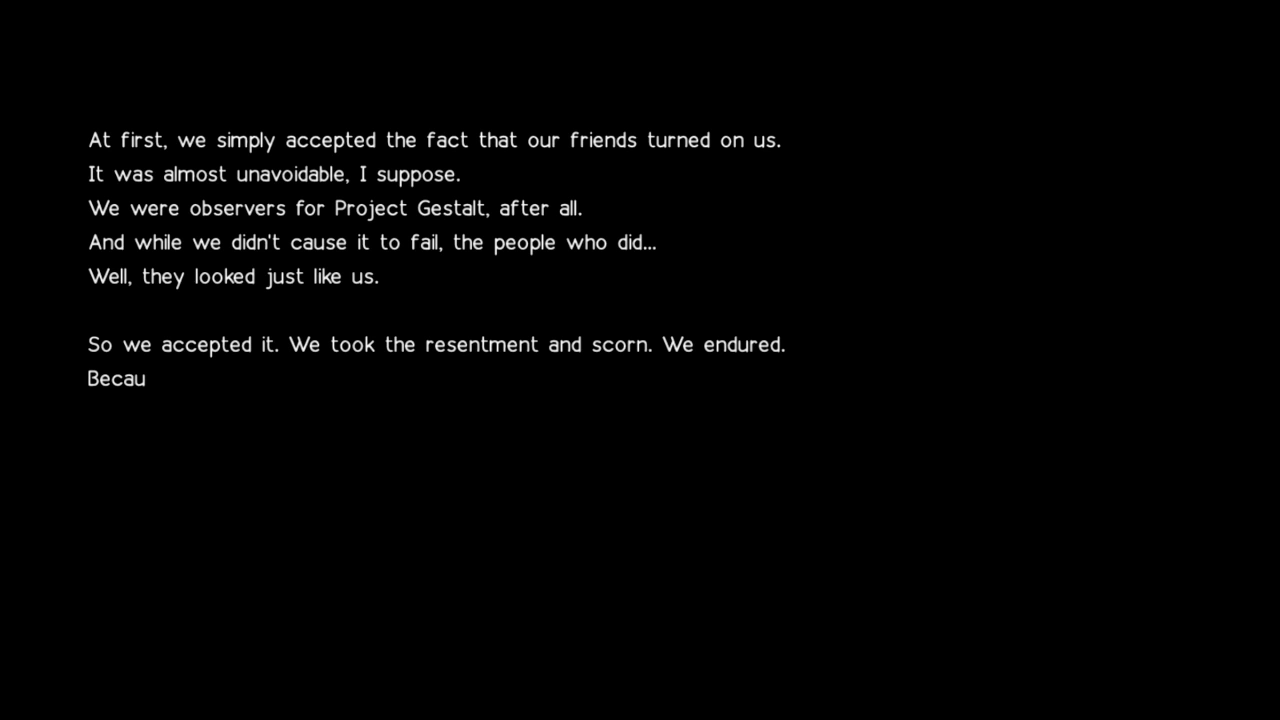 At first, we simply accepted the fact that our friends turned on us.
It was almost unavoidable, I suppose.
We were observers for Project Gestalt, after all.
And while we didn't cause it to fail, the people who did...
Well, they looked just like us.
So we accepted it. We took the resentment and scorn. We endured.
Becau